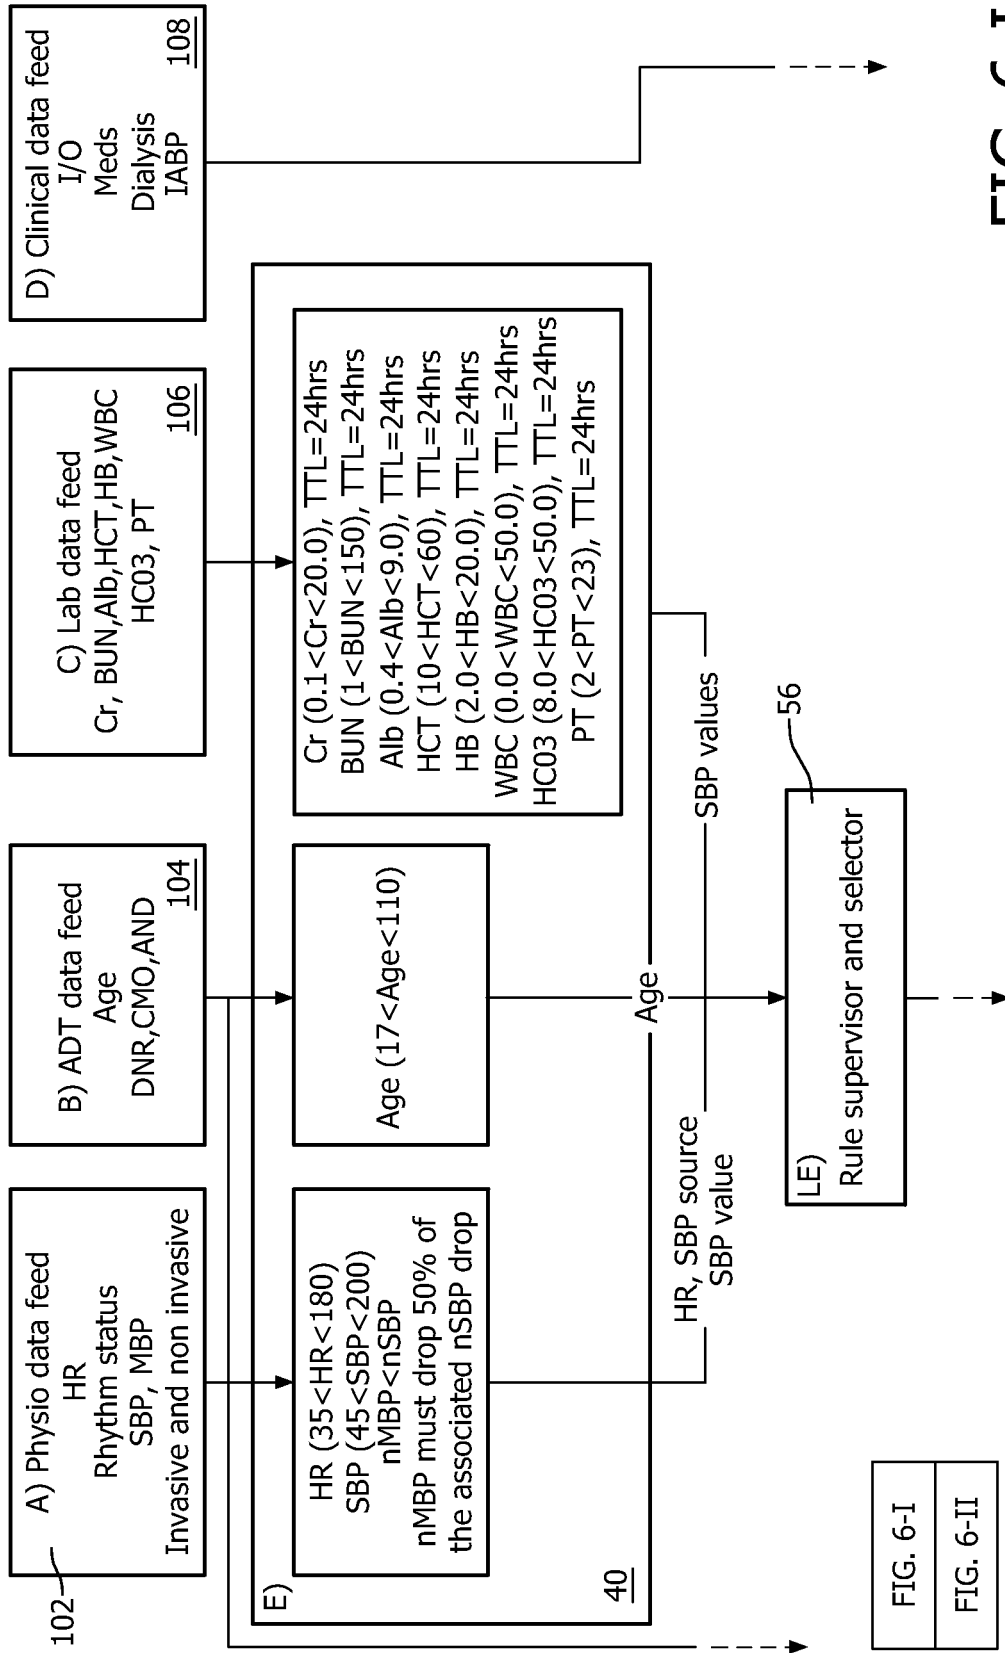 A) Physio data feed
HR
Rhythm status
SBP, MBP
Invasive and non invasive
102
B) ADT data feed
Age
DNR,CMO,AND
104
C) Lab data feed
Cr, BUN,Alb,HCT,HB,WBC
HC03, PT
106
D) Clinical data feed
I/O
Meds
Dialysis
IABP
108
E)
HR (35<HR<180)
SBP (45<SBP<200)
nMBP<nSBP
nMBP must drop 50% of
the associated nSBP drop
40
Age (17<Age<110)
Cr (0.1<Cr<20.0), TTL=24hrs
BUN (1<BUN<150), TTL=24hrs
Alb (0.4<Alb<9.0), TTL=24hrs
HCT (10<HCT<60), TTL=24hrs
HB (2.0<HB<20.0), TTL=24hrs
WBC (0.0<WBC<50.0), TTL=24hrs
HC03 (8.0<HC03<50.0), TTL=24hrs
PT (2<PT<23), TTL=24hrs
HR, SBP source
SBP value
Age
SBP values
LE)
Rule supervisor and selector
56
FIG. 6-I
FIG. 6-II
FIG. 6-I